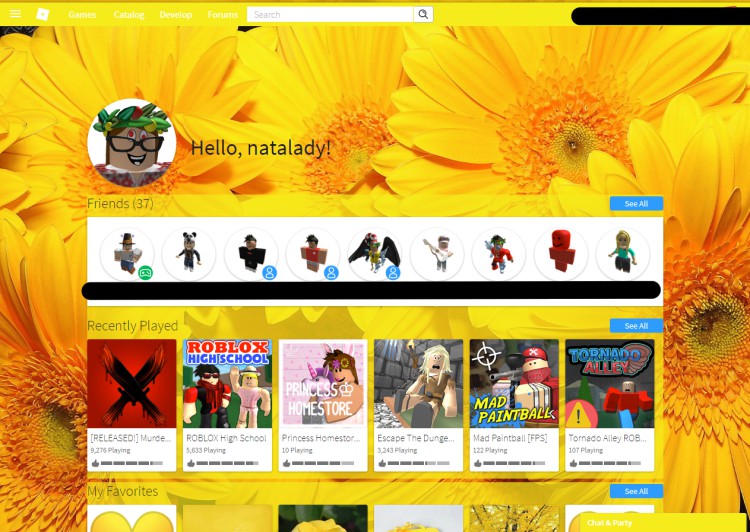 Games Catalog Develop Forums Search
Hello, natalady!
Friends (37) See All
Recently Played See All
ROBLOX
HIGH SCHOOL
PRINCESS
HOMESTORE
MAD
PAINTBALL
TORNADO
ALLEY
[RELEASED!] Murde... ROBLOX High School Princess Homestor... Escape The Dunge... Mad Paintball [FPS] Tornado Alley ROB...
9,276 Playing 5,633 Playing 10 Playing 3,243 Playing 122 Playing 107 Playing
My Favorites See All
Chat & Party